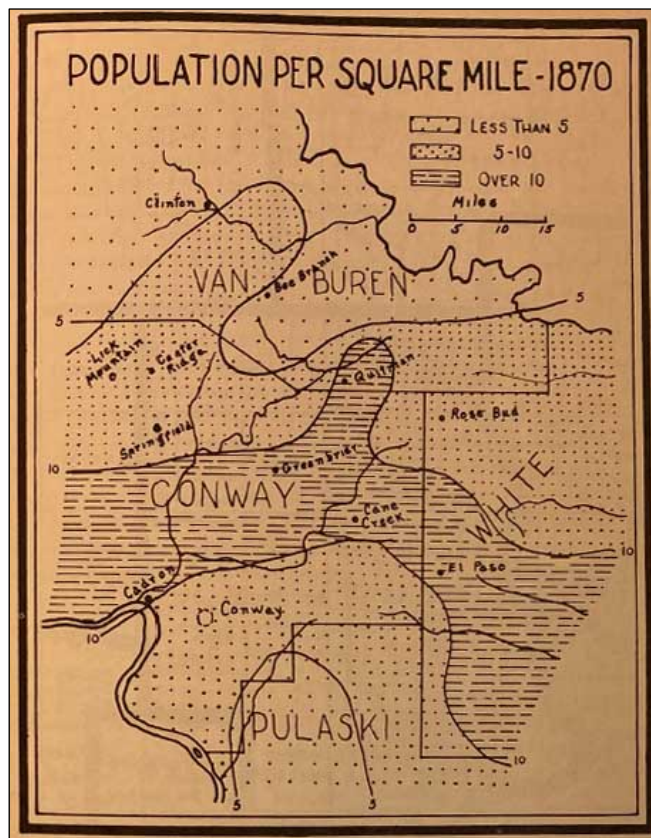 POPULATION PER SQUARE MILE-1870
LESS THAN 5
5-10
OVER 10
Miles
0 5 10 15
Clinton
VAN BUREN
Bee Branch
5
5
Lick
Mountain
Center
Ridge
Quitman
Springfield
Rose Bud
10
Greenbrier
CONWAY
WHITE
Cane
Creek
10
El Paso
Cadron
Conway
10
PULASKI
10
5
5